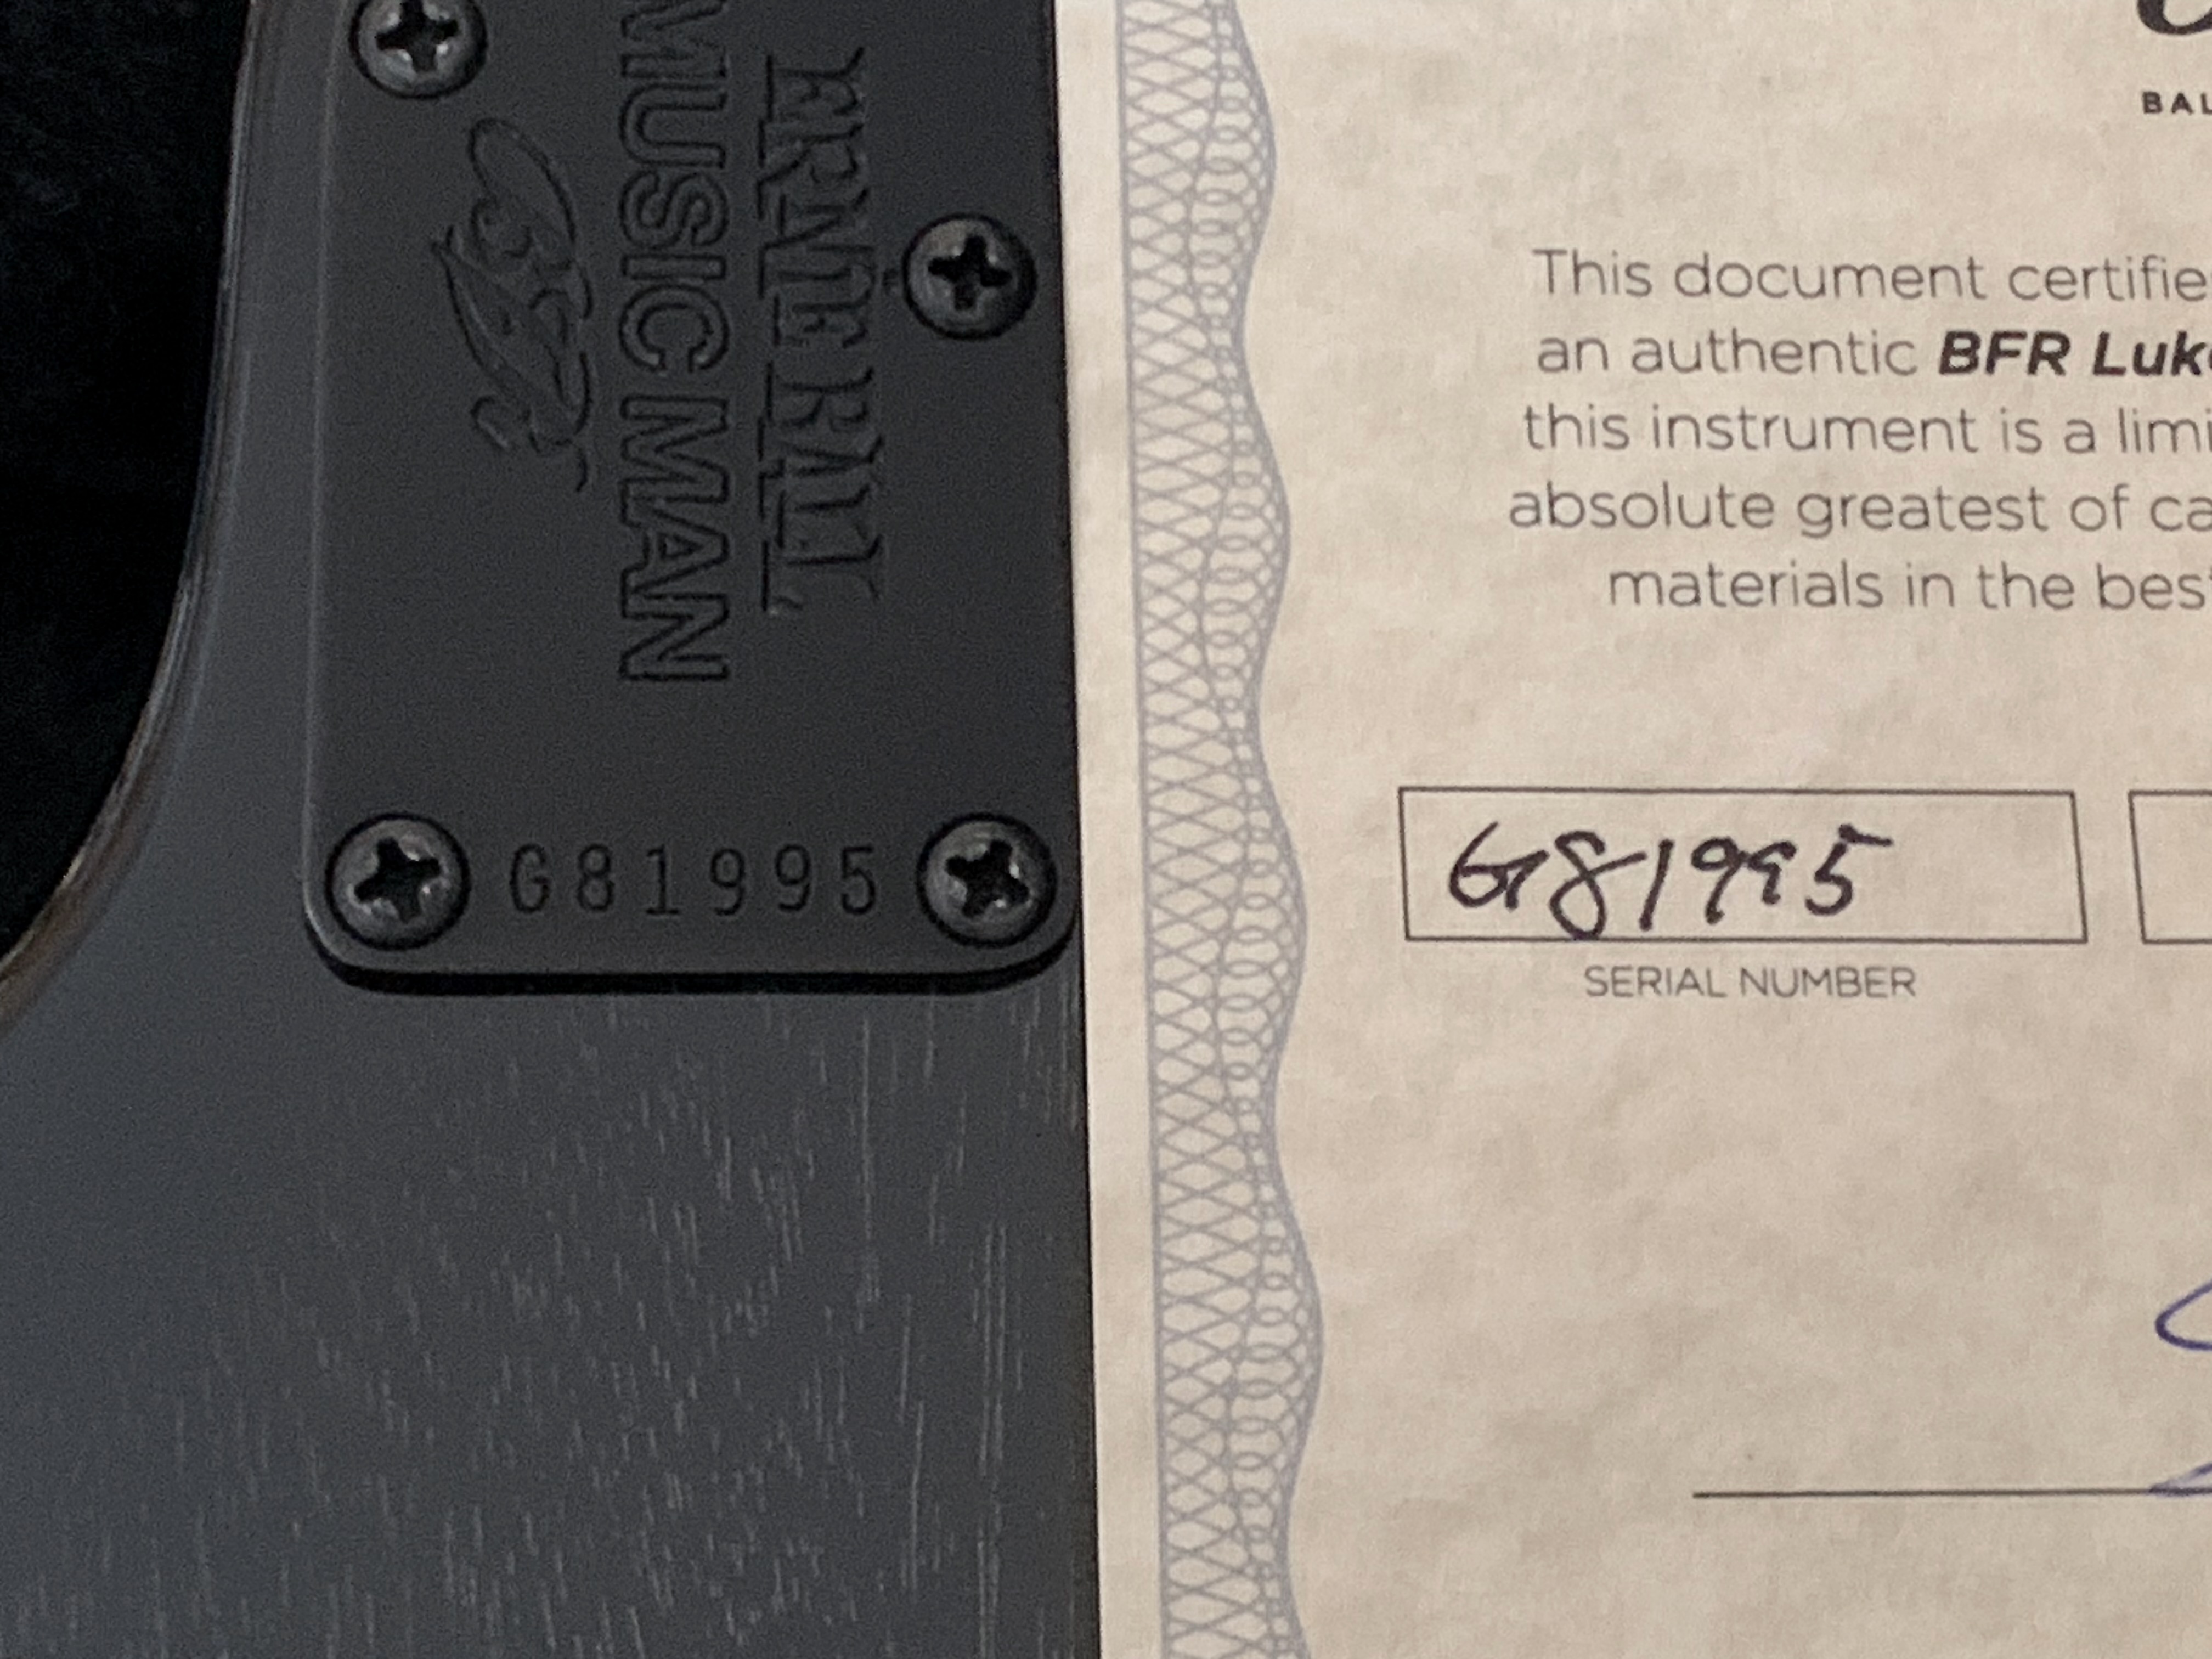 ERNIE BALL
MUSIC MAN
G81995
BAL
This document certifie
an authentic BFR Luk
this instrument is a limi
absolute greatest of ca
materials in the bes
G81995
SERIAL NUMBER